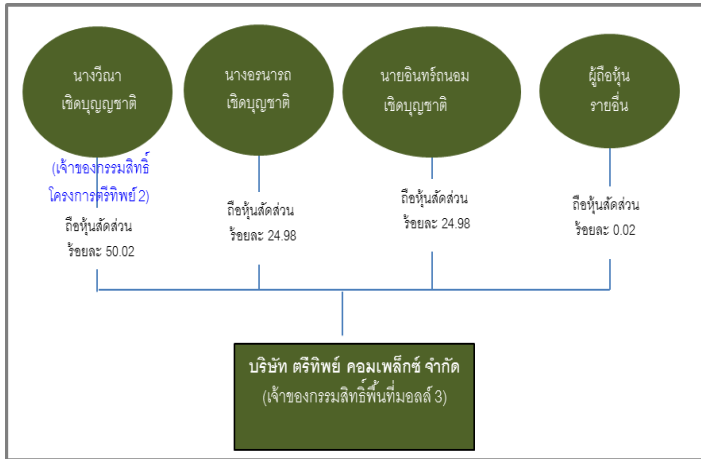 นางวีณา
เชิดบุญญชาติ
นางอรนารถ
เชิดบุญชาติ
นายอินทร์ถนอม
เชิดบุญชาติ
ผู้ถือหุ้น
รายอื่น
(เจ้าของกรรมสิทธิ์
โครงการตรีทิพย์ 2)
ถือหุ้นสัดส่วน
ร้อยละ 50.02
ถือหุ้นสัดส่วน
ร้อยละ 24.98
ถือหุ้นสัดส่วน
ร้อยละ 24.98
ถือหุ้นสัดส่วน
ร้อยละ 0.02
บริษัท ตรีทิพย์ คอมเพล็กซ์ จำกัด
(เจ้าของกรรมสิทธิ์พื้นที่มอลล์ 3)